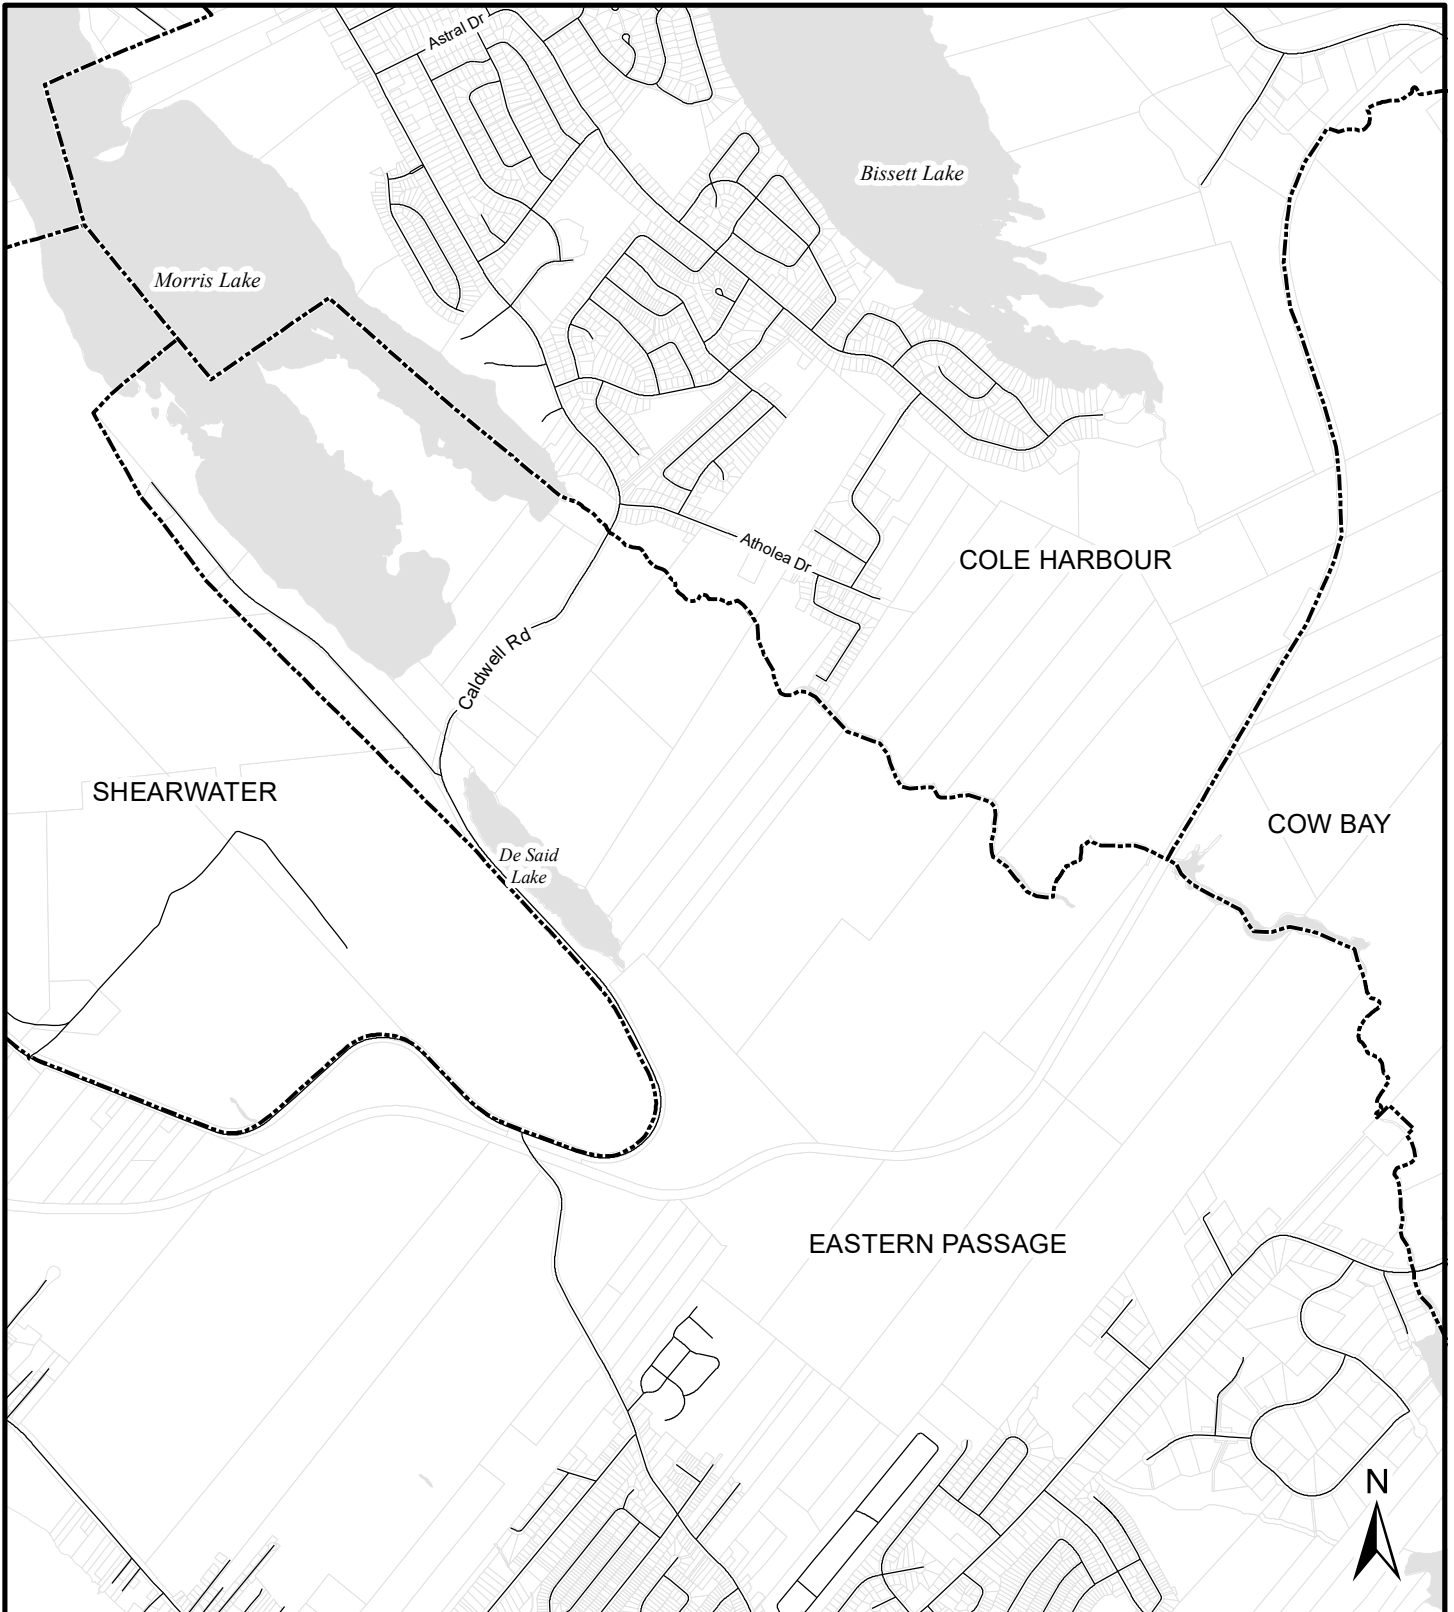 Astral Dr
Bissett Lake
Morris Lake
Atholea Dr
COLE HARBOUR
Caldwell Rd
SHEARWATER
COW BAY
De Said
Lake
EASTERN PASSAGE
N